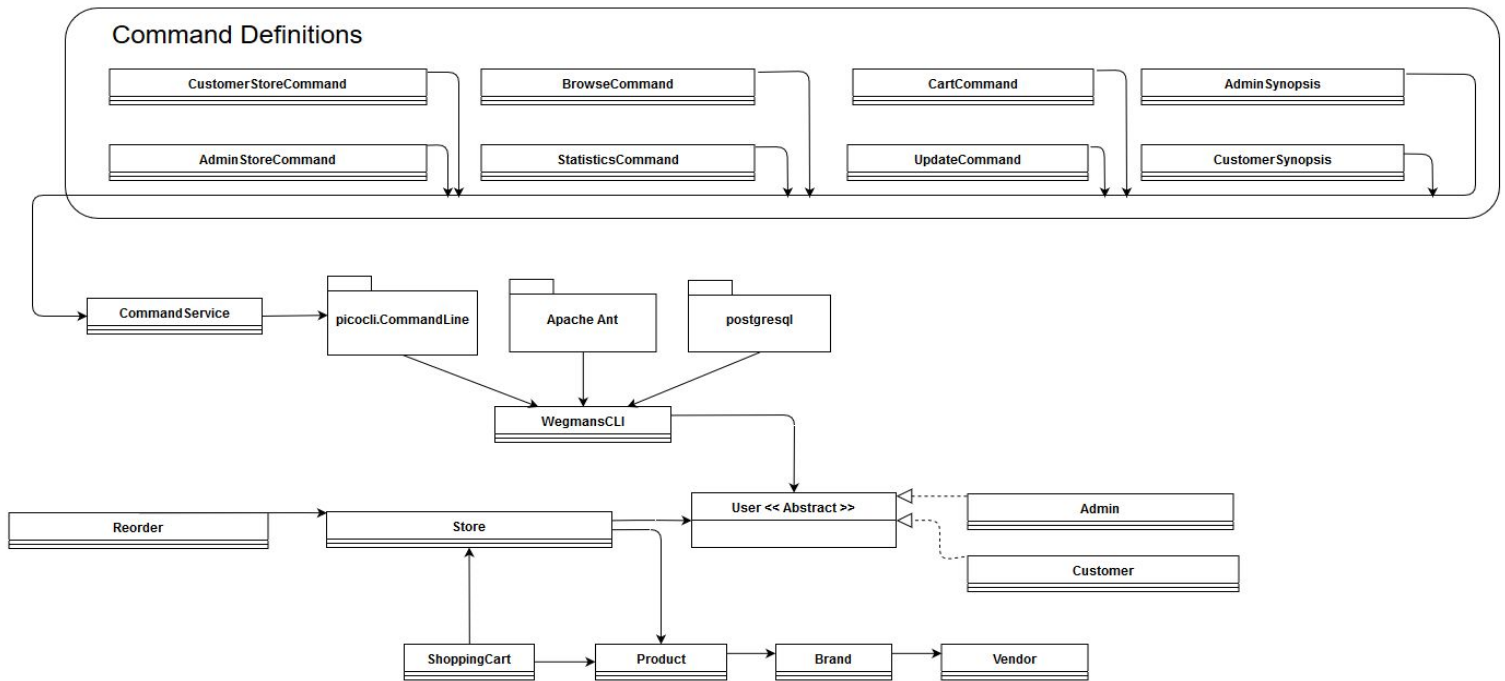 Command Definitions
CustomerStoreCommand
BrowseCommand
CartCommand
AdminSynopsis
AdminStoreCommand
StatisticsCommand
UpdateCommand
CustomerSynopsis
CommandService
picocli.CommandLine
Apache Ant
postgresql
WegmansCLI
User << Abstract >>
Admin
Reorder
Store
Customer
ShoppingCart
Product
Brand
Vendor